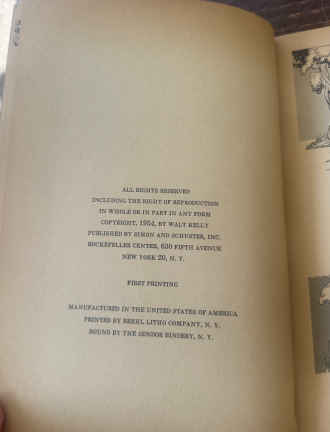 ALL RIGHTS RESERVED
INCLUDING THE RIGHT OF REPRODUCTION
IN WHOLE OR IN PART IN ANY FORM
COPYRIGHT, 1952, BY WALT KELLY
PUBLISHED BY SIMON AND SCHUSTER, INC.
ROCKEFELLER CENTER, 630 FIFTH AVENUE
NEW YORK 20, N. Y.
FIRST PRINTING
MANUFACTURED IN THE UNITED STATES OF AMERICA
PRINTED BY REEHL LITHO COMPANY, N. Y.
BOUND BY THE SENDOR BINDERY, N. Y.